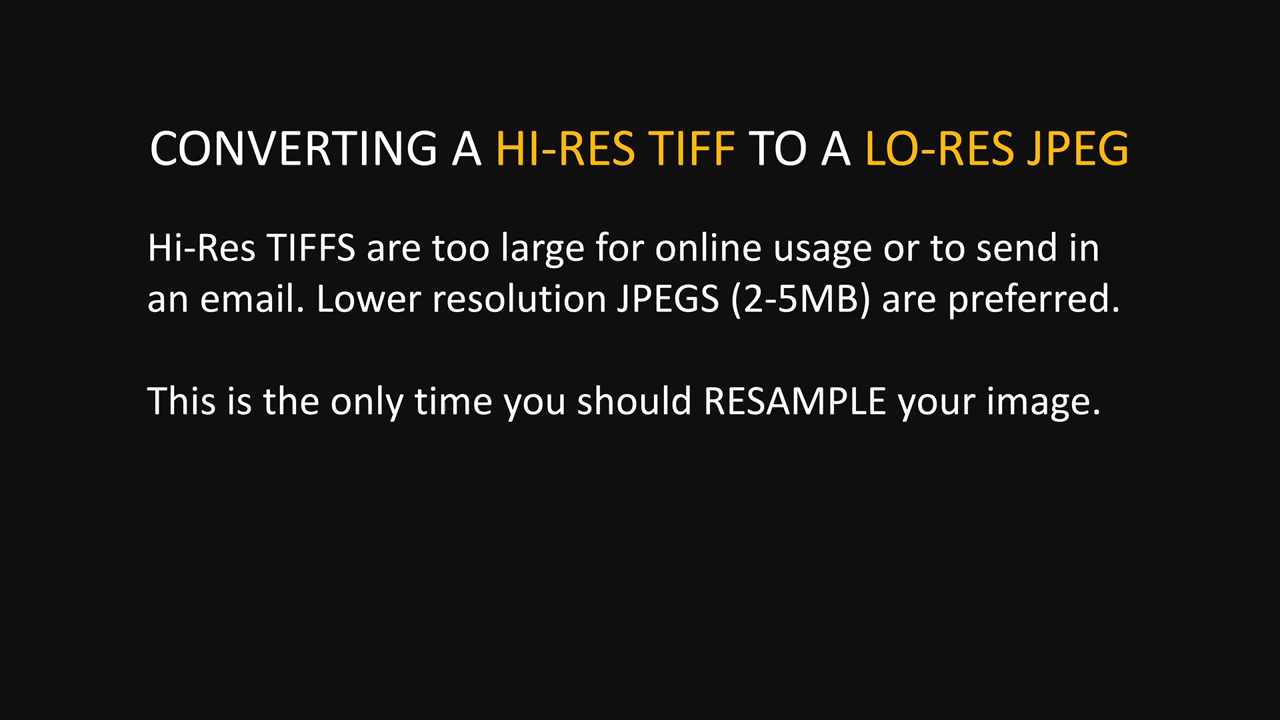 CONVERTING A HI-RES TIFF TO A LO-RES JPEG
Hi-Res TIFFS are too large for online usage or to send in
an email. Lower resolution JPEGS (2-5MB) are preferred.
This is the only time you should RESAMPLE your image.